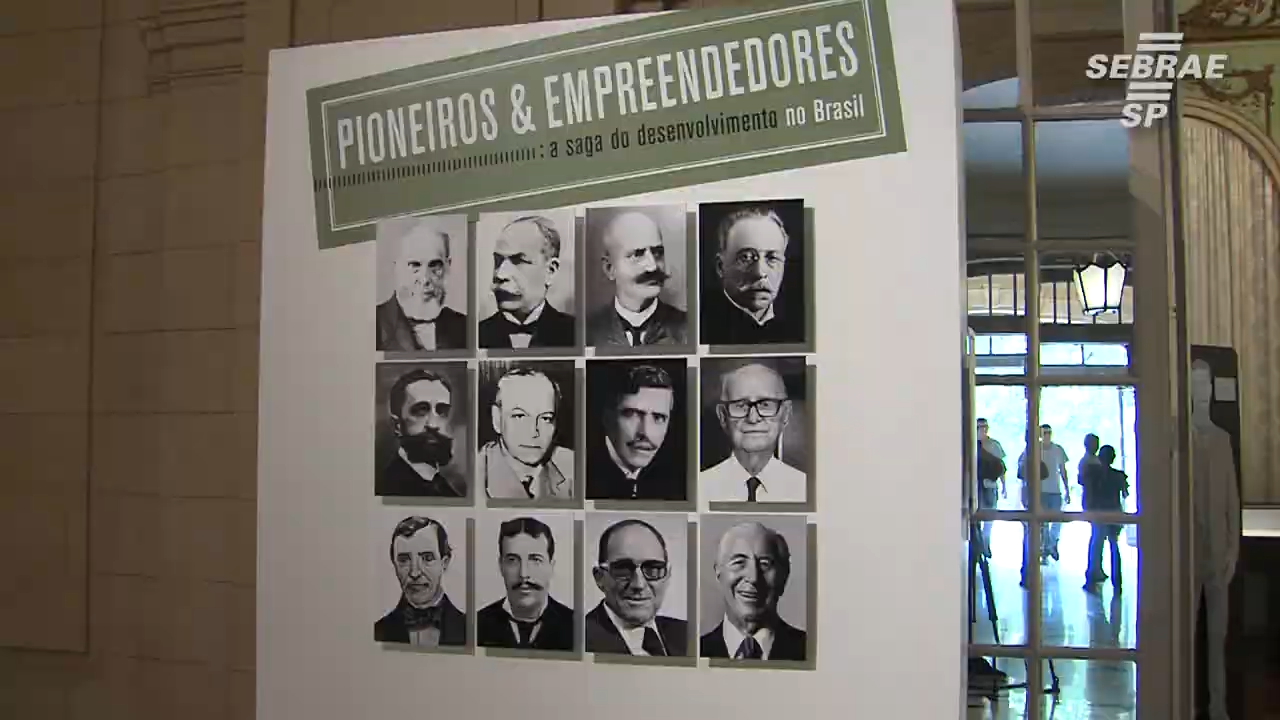 PIONEIROS & EMPREENDEDORES
: a saga do desenvolvimento no Brasil
SEBRAE
SP